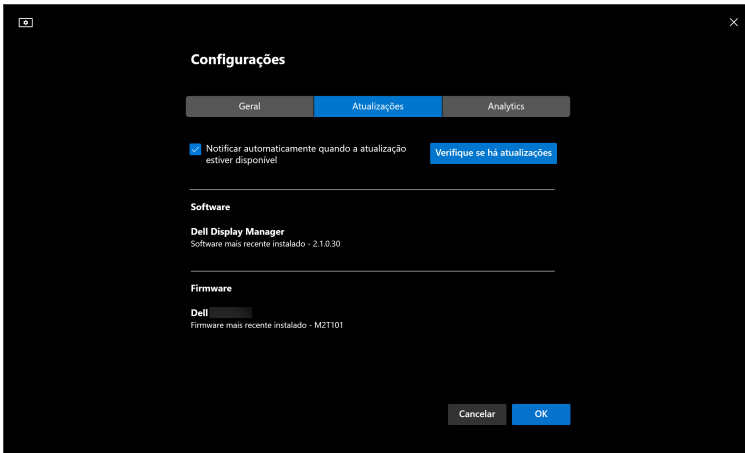 Configurações
Geral
Atualizações
Analytics
Notificar automaticamente quando a atualização
estiver disponível
Verifique se há atualizações
Software
Dell Display Manager
Software mais recente instalado - 2.1.0.30
Firmware
Dell
Firmware mais recente instalado - M2T101
Cancelar
OK